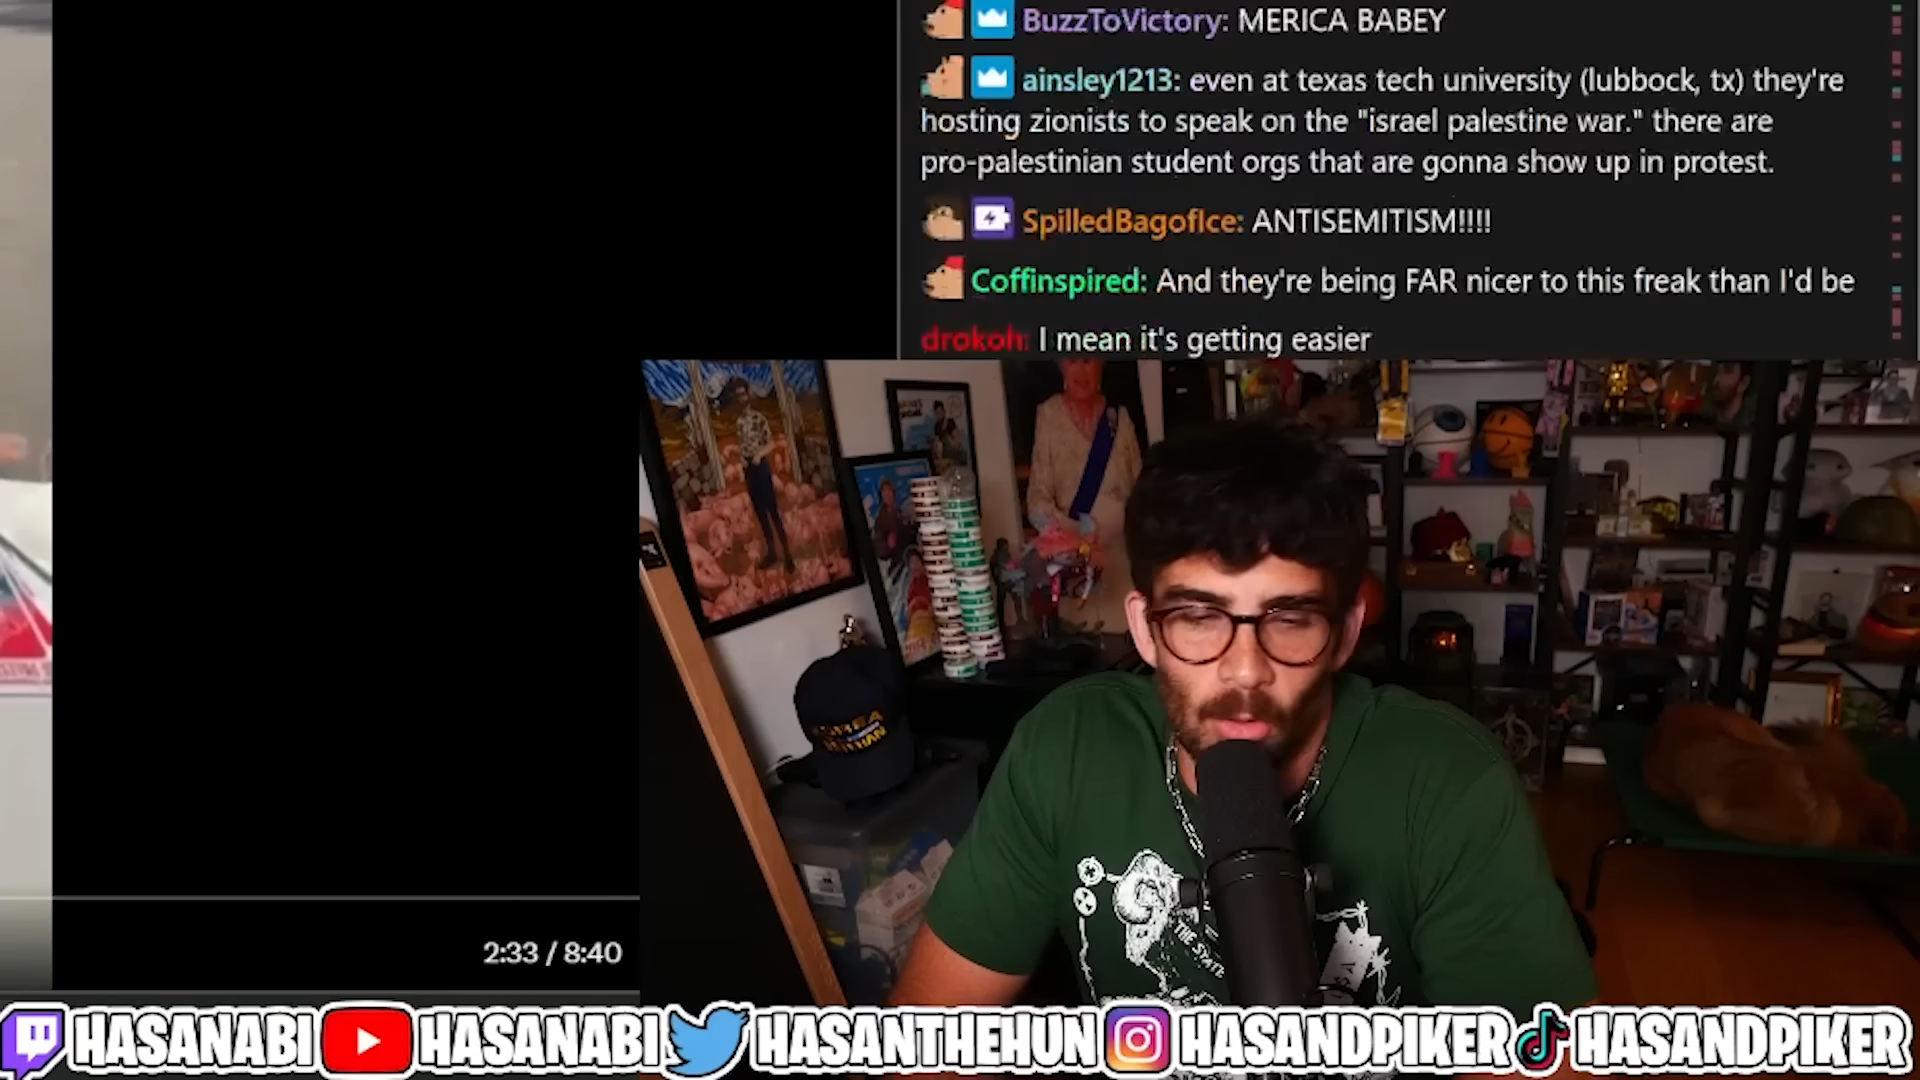 BuzzToVictory: MERICA BABEY
ainsley1213: even at texas tech university (lubbock, tx) they're
hosting zionists to speak on the "israel palestine war." there are
pro-palestinian student orgs that are gonna show up in protest.
SpilledBagofIce: ANTISEMITISM!!!!
Coffinspired: And they're being FAR nicer to this freak than I'd be
drokoh: I mean it's getting easier
THE STATE
2:33 / 8:40
HASANABI HASANABI HASANTHEHUN HASANDPIKER HASANDPIKER